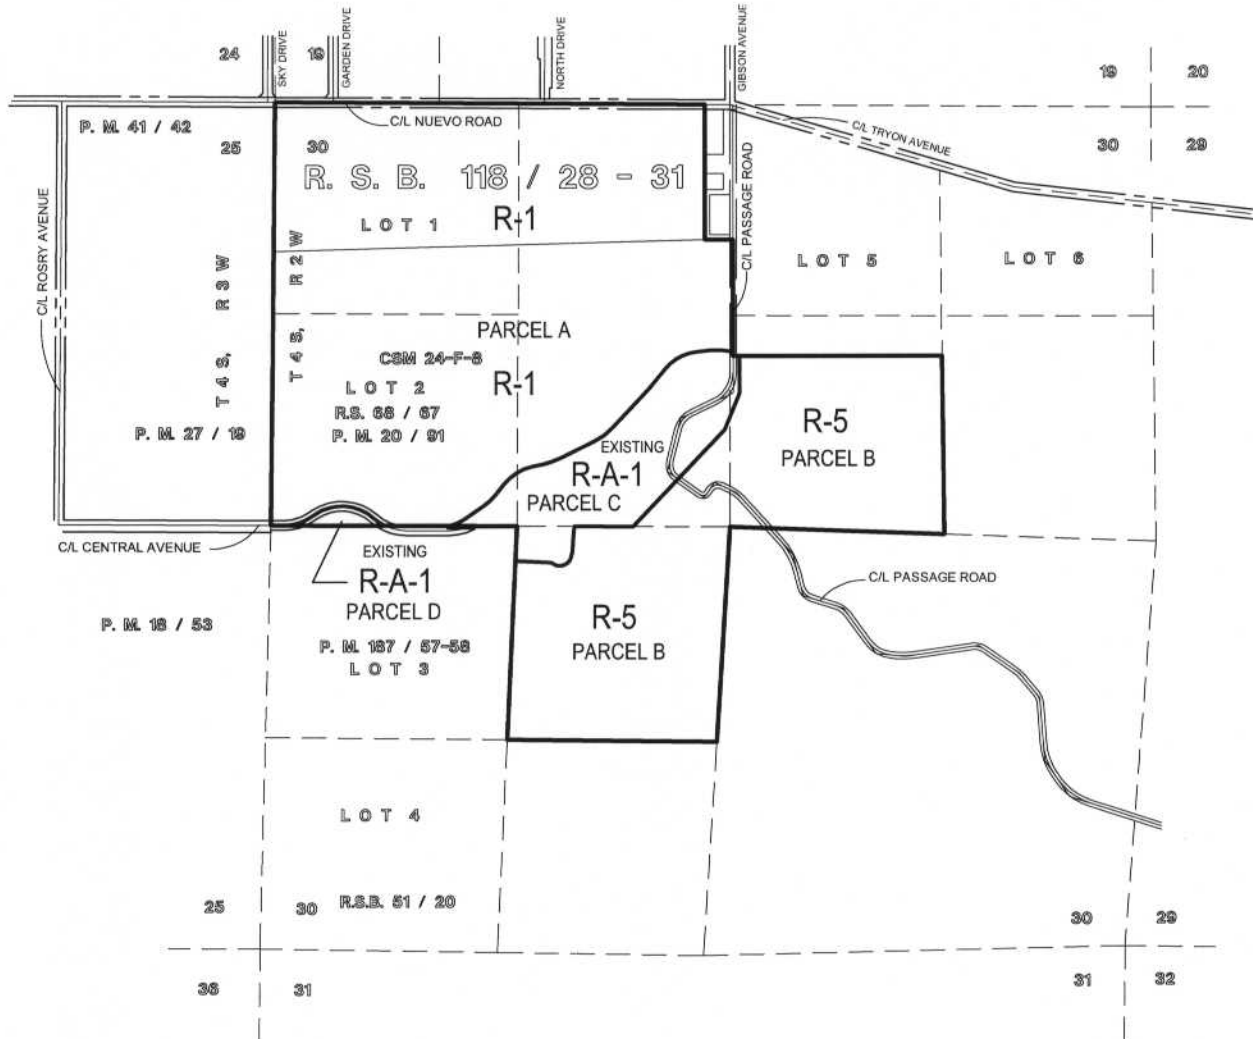 24
19
SKY DRIVE
GARDEN DRIVE
NORTH DRIVE
GIBSON AVENUE
19
20
P. M. 41 / 42
C/L NUEVO ROAD
C/L TRYON AVENUE
25
30
30
29
R. S. B. 118 / 28 - 31
C/L PASSAGE ROAD
LOT 1
R-1
C/L ROSRY AVENUE
T4S, R3W
T4S, R2W
LOT 5
LOT 6
PARCEL A
CSM 24-F-8
LOT 2
R-1
R.S. 68 / 67
P. M. 20 / 91
P. M. 27 / 19
EXISTING
R-A-1
PARCEL C
R-5
PARCEL B
C/L CENTRAL AVENUE
EXISTING
R-A-1
PARCEL D
C/L PASSAGE ROAD
P. M. 18 / 53
R-5
PARCEL B
P. M. 187 / 57-58
LOT 3
LOT 4
R.S.B. 51 / 20
25
30
30
29
36
31
31
32